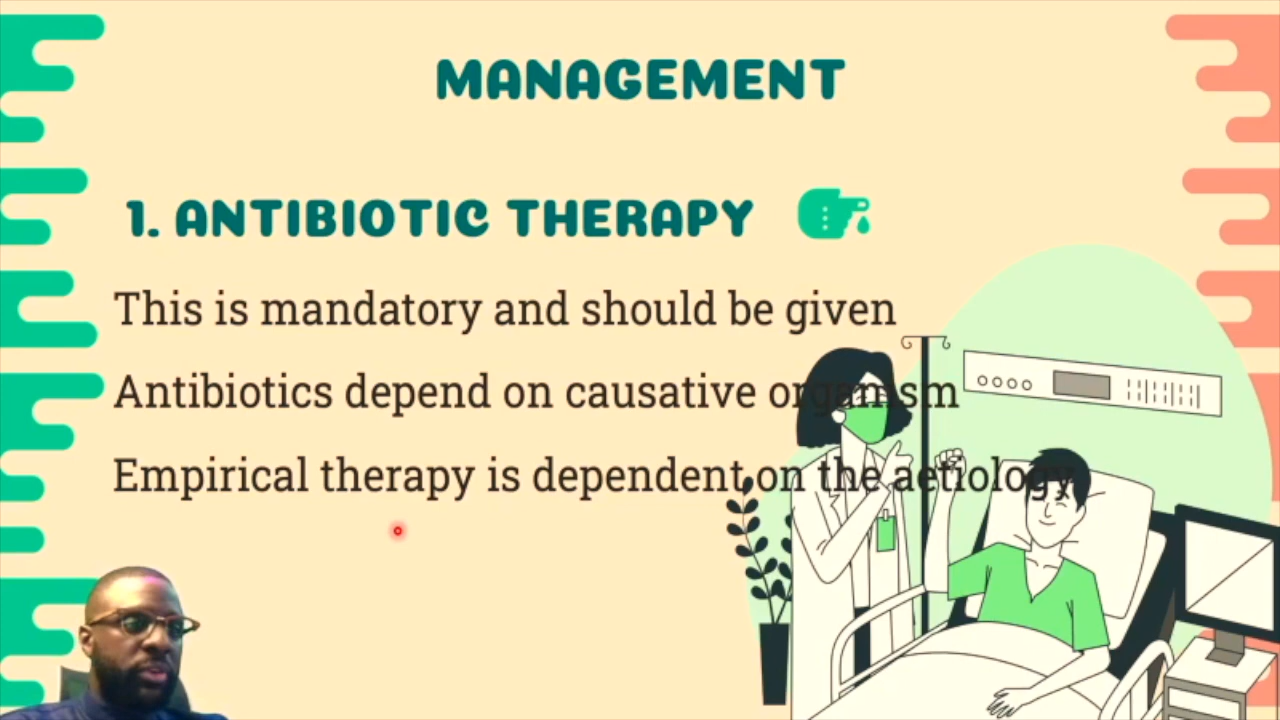 MANAGEMENT
1. ANTIBIOTIC THERAPY
This is mandatory and should be given
Antibiotics depend on causative organism
Empirical therapy is dependent on the aetiology